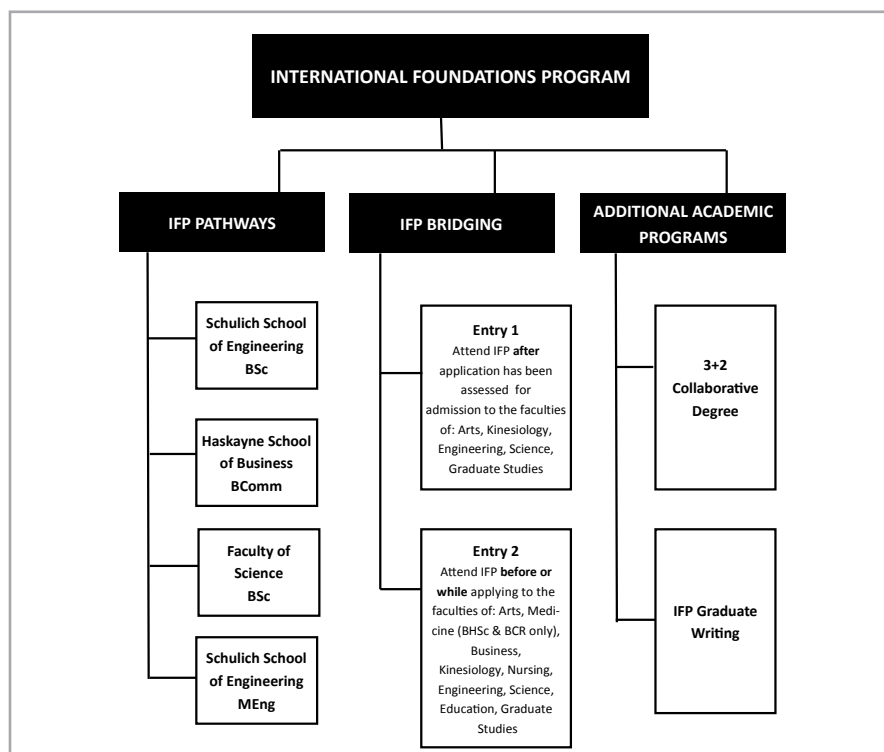 INTERNATIONAL FOUNDATIONS PROGRAM
IFP PATHWAYS
Schulich School
of Engineering
BSc
Haskayne School
of Business
BComm
Faculty of
Science
BSc
Schulich School
of Engineering
MEng
IFP BRIDGING
Entry 1
Attend IFP after
application has been
assessed for
admission to the faculties
of: Arts, Kinesiology,
Engineering, Science,
Graduate Studies
Entry 2
Attend IFP before or
while applying to the
faculties of: Arts, Medi-
cine (BHSc & BCR only),
Business,
Kinesiology, Nursing,
Engineering, Science,
Education, Graduate
Studies
ADDITIONAL ACADEMIC
PROGRAMS
3+2
Collaborative
Degree
IFP Graduate
Writing